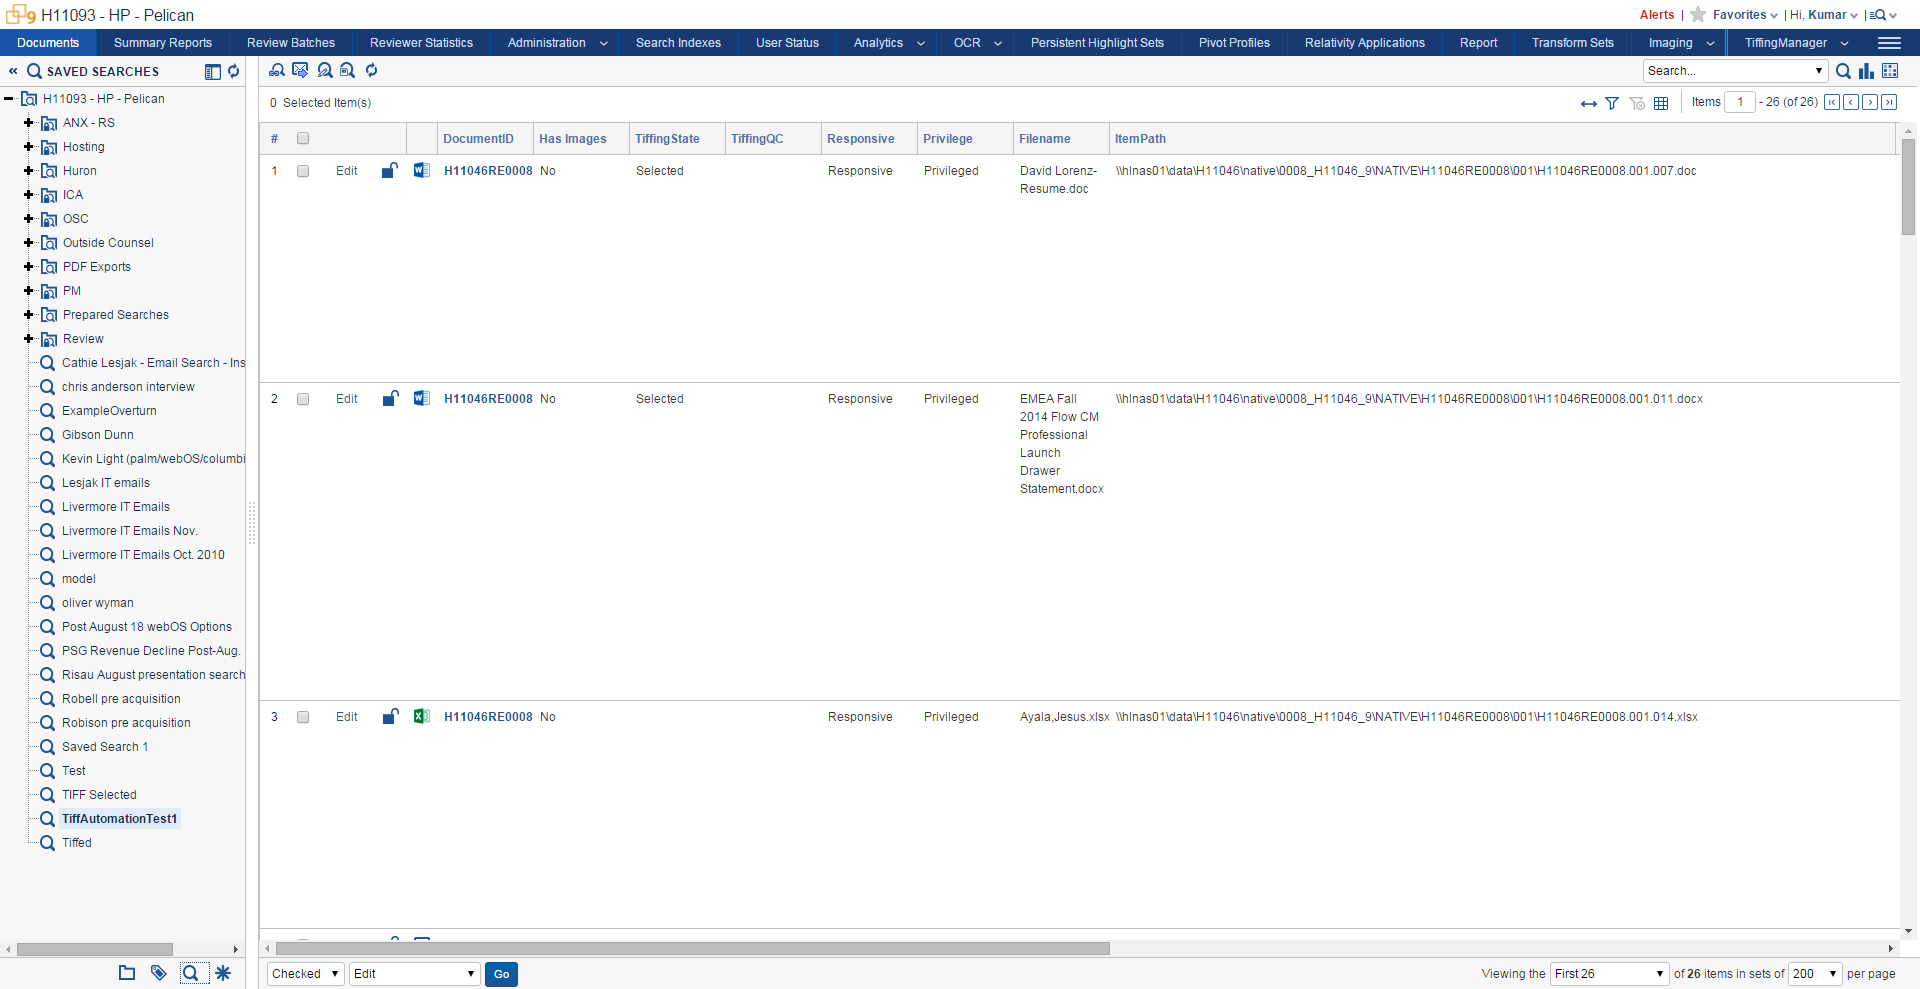 9 H11093 - HP - Pelican
Alerts | Favorites | Hi, Kumar |
Documents Summary Reports Review Batches Reviewer Statistics Administration Search Indexes User Status Analytics OCR Persistent Highlight Sets Pivot Profiles Relativity Applications Report Transform Sets Imaging TiffingManager
« SAVED SEARCHES
Search...
H11093 - HP - Pelican
ANX - RS
Hosting
Huron
ICA
OSC
Outside Counsel
PDF Exports
PM
Prepared Searches
Review
Cathie Lesjak - Email Search - Ins
chris anderson interview
ExampleOverturn
Gibson Dunn
Kevin Light (palm/webOS/columbi
Lesjak IT emails
Livermore IT Emails
Livermore IT Emails Nov.
Livermore IT Emails Oct. 2010
model
oliver wyman
Post August 18 webOS Options
PSG Revenue Decline Post-Aug.
Risau August presentation search
Robell pre acquisition
Robison pre acquisition
Saved Search 1
Test
TIFF Selected
TiffAutomationTest1
Tiffed
0 Selected Item(s)
Items 1 - 26 (of 26)
# DocumentID Has Images TiffingState TiffingQC Responsive Privilege Filename ItemPath
1 Edit H11046RE0008 No Selected Responsive Privileged David Lorenz- \\hlnas01\data\H11046\native\0008_H11046_9\NATIVE\H11046RE0008\001\H11046RE0008.001.007.doc
Resume.doc
2 Edit H11046RE0008 No Selected Responsive Privileged EMEA Fall \\hlnas01\data\H11046\native\0008_H11046_9\NATIVE\H11046RE0008\001\H11046RE0008.001.011.docx
2014 Flow CM
Professional
Launch
Drawer
Statement.docx
3 Edit H11046RE0008 No Responsive Privileged Ayala,Jesus.xlsx \\hlnas01\data\H11046\native\0008_H11046_9\NATIVE\H11046RE0008\001\H11046RE0008.001.014.xlsx
Checked Edit Go
Viewing the First 26 of 26 items in sets of 200 per page